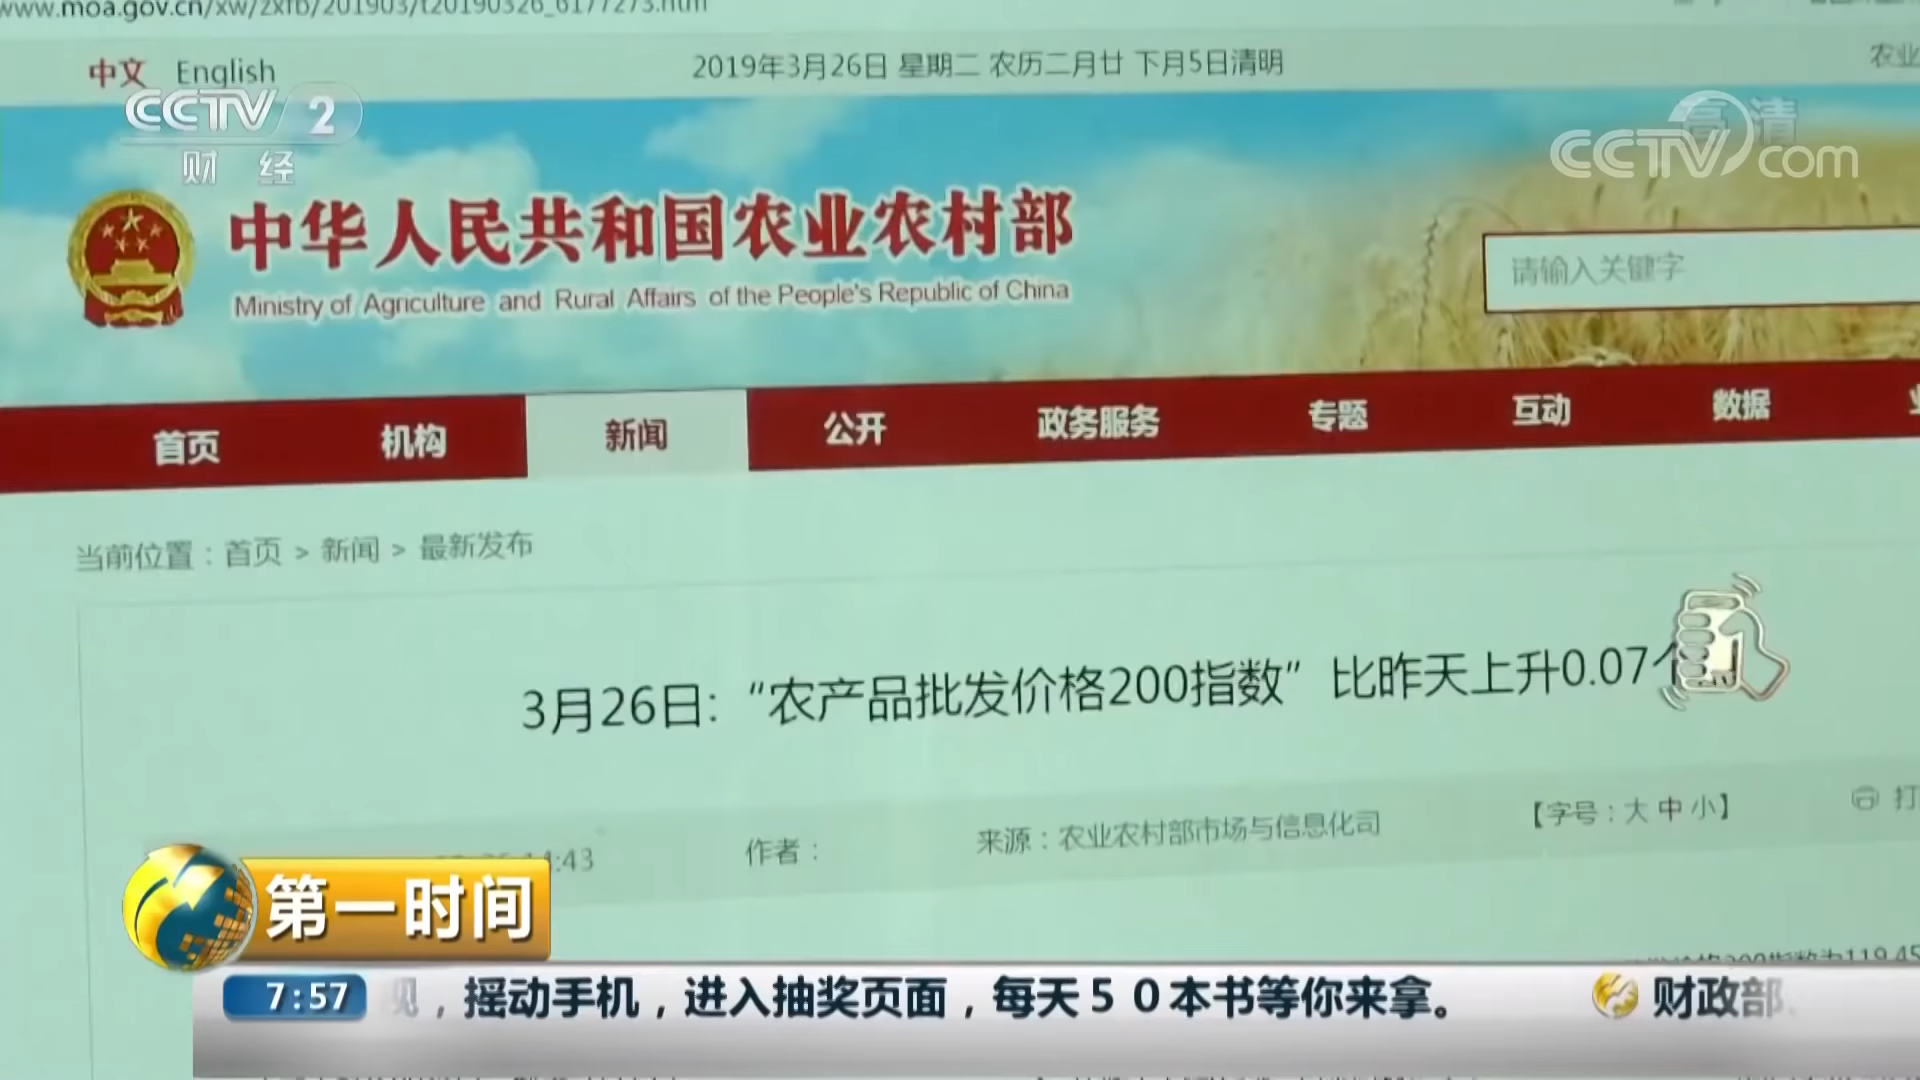 www.moa.gov.cn/xw/zxfb/201903/t20190326_6177273.htm
中文 English
2019年3月26日 星期二 农历二月廿 下月5日清明
农业
CCTV 2
财 经
高清
CCTV com
中华人民共和国农业农村部
Ministry of Agriculture and Rural Affairs of the People's Republic of China
请输入关键字
首页 机构 新闻 公开 政务服务 专题 互动 数据
当前位置：首页 > 新闻 > 最新发布
3月26日：“农产品批发价格200指数”比昨天上升0.07个
:43 作者： 来源：农业农村部市场与信息化司 【字号：大 中 小】 打
第一时间
7:57 ，摇动手机，进入抽奖页面，每天５０本书等你来拿。 财政部